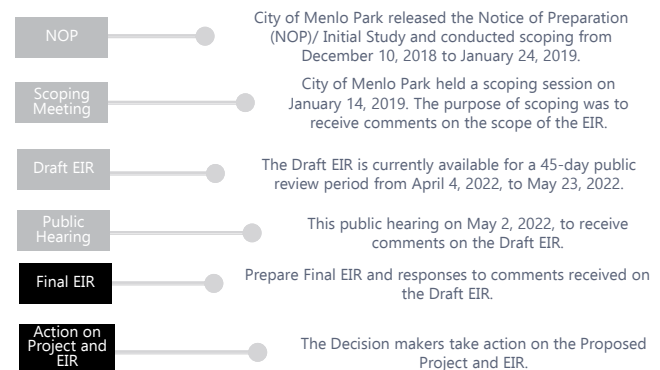 NOP
City of Menlo Park released the Notice of Preparation
(NOP)/ Initial Study and conducted scoping from
December 10, 2018 to January 24, 2019.
Scoping
Meeting
City of Menlo Park held a scoping session on
January 14, 2019. The purpose of scoping was to
receive comments on the scope of the EIR.
Draft EIR
The Draft EIR is currently available for a 45-day public
review period from April 4, 2022, to May 23, 2022.
Public
Hearing
This public hearing on May 2, 2022, to receive
comments on the Draft EIR.
Final EIR
Prepare Final EIR and responses to comments received on
the Draft EIR.
Action on
Project and
EIR
The Decision makers take action on the Proposed
Project and EIR.